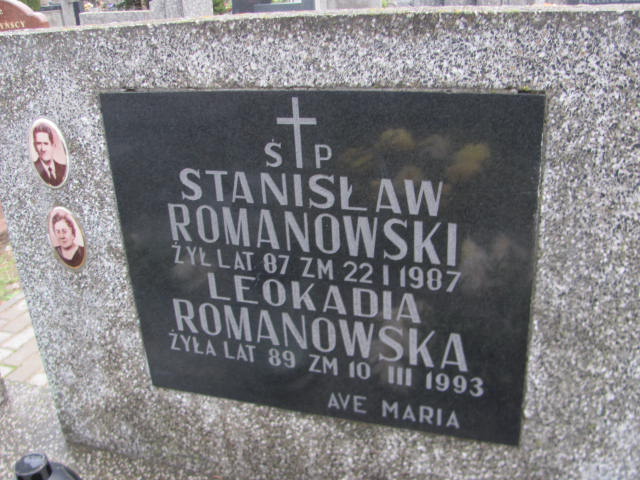 Ś P
STANISŁAW
ROMANOWSKI
ŻYŁ LAT 87 ZM 22 I 1987
LEOKADIA
ROMANOWSKA
ŻYŁA LAT 89 ZM 10 III 1993
AVE MARIA